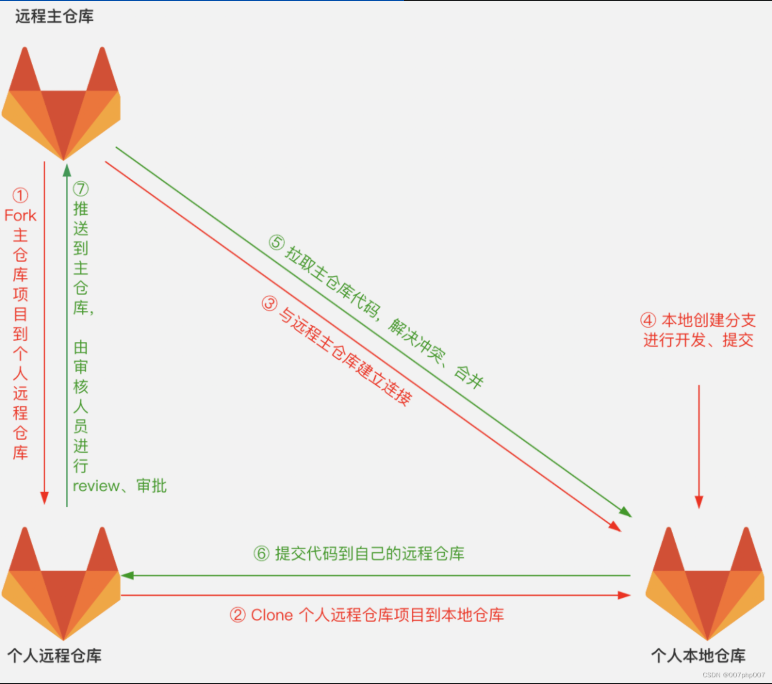 远程主仓库
①
Fork
主
仓
库
项
目
到
个
人
远
程
仓
库
⑦
推
送
到
主
仓
库，
由
审
核
人
员
进
行
review、审批
⑤ 拉取主仓库代码，解决冲突、合并
③ 与远程主仓库建立连接
④ 本地创建分支
进行开发、提交
⑥ 提交代码到自己的远程仓库
② Clone 个人远程仓库项目到本地仓库
个人远程仓库
个人本地仓库
CSDN @007php007